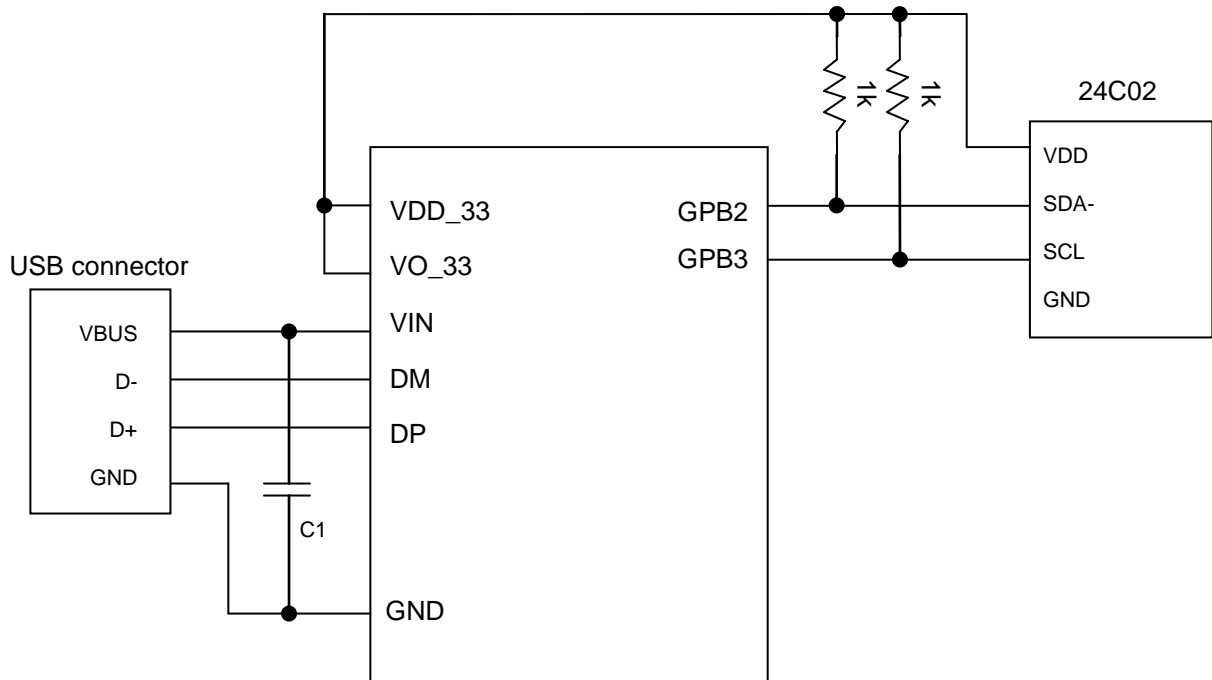 1k
1k
24C02
VDD
SDA-
SCL
GND
VDD_33
VO_33
VIN
DM
DP
GND
GPB2
GPB3
USB connector
VBUS
D-
D+
GND
C1